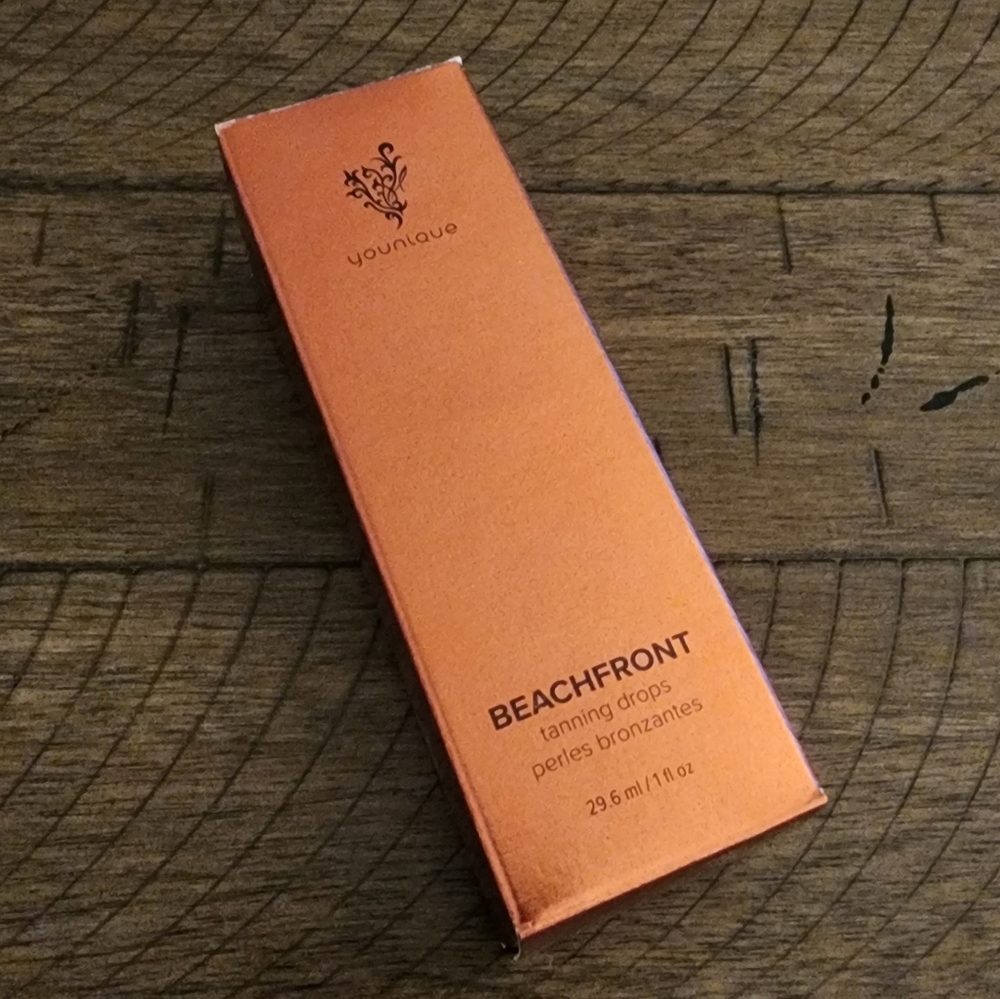 younique
BEACHFRONT
tanning drops
perles bronzantes
29.6 ml / 1 fl oz